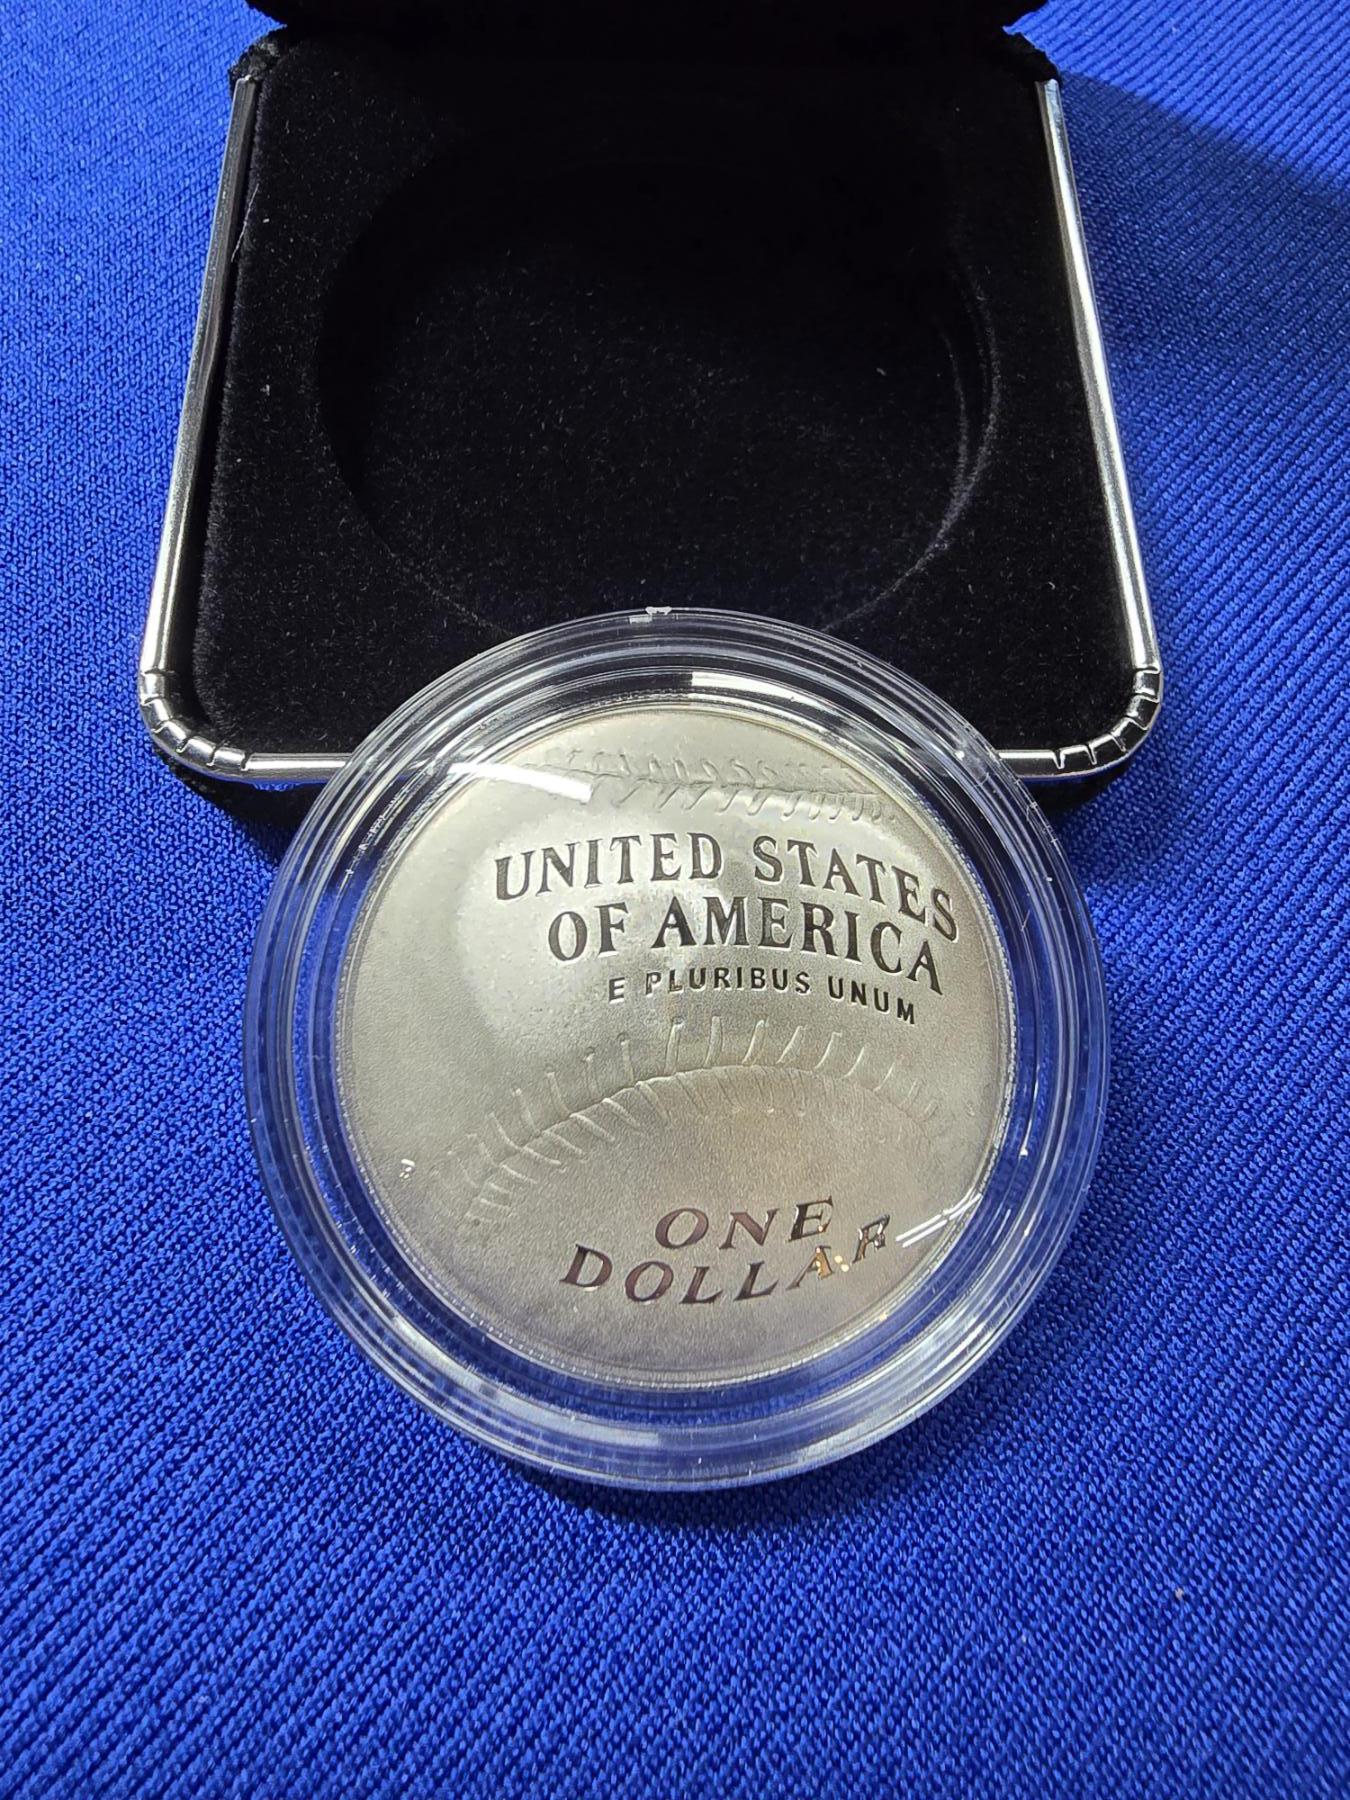 UNITED STATES
OF AMERICA
E PLURIBUS UNUM
ONE
DOLLAR